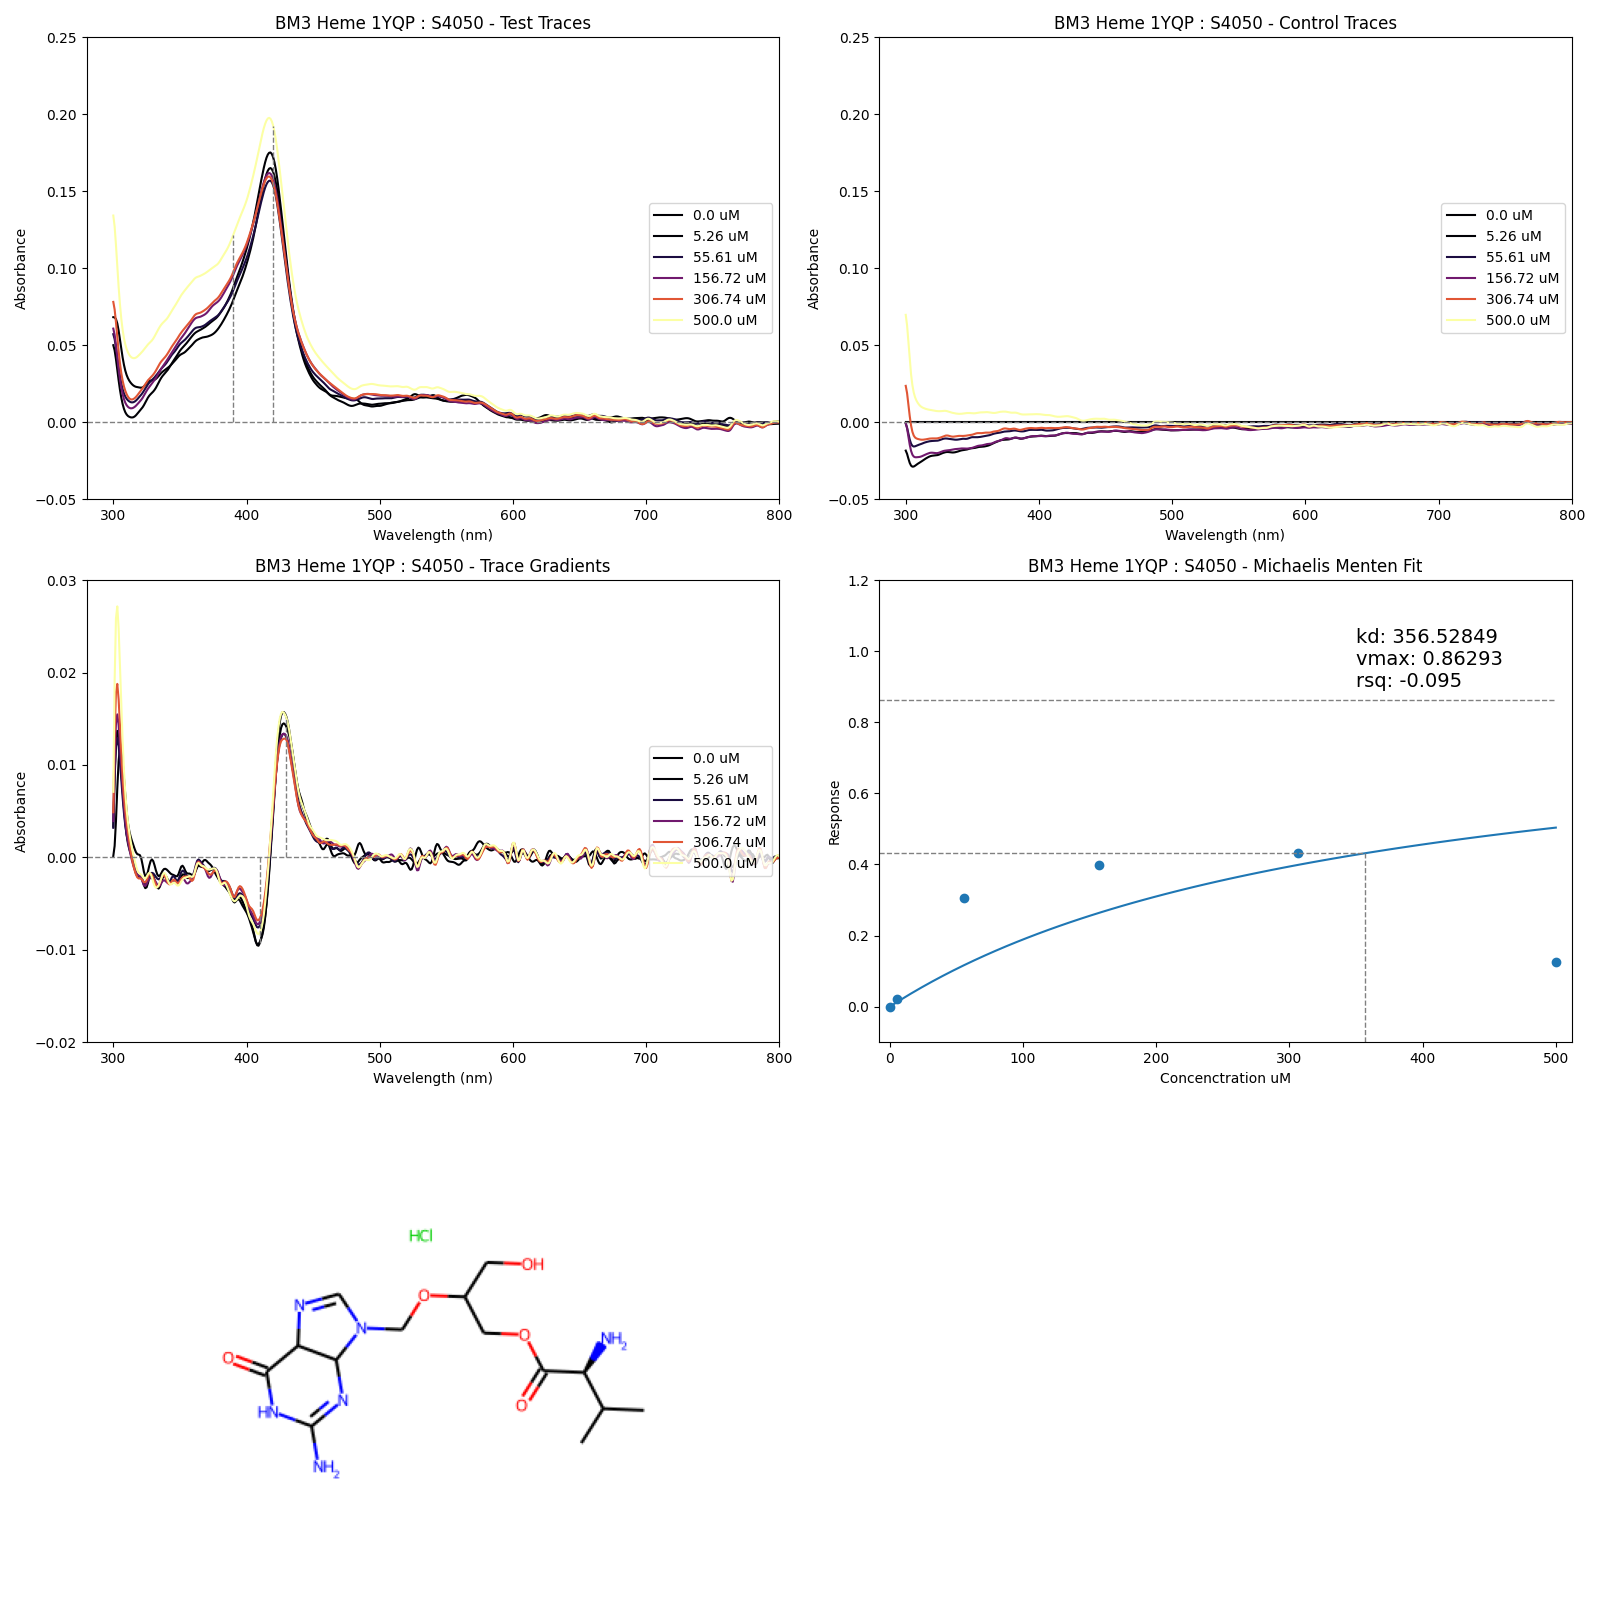 BM3 Heme 1YQP : S4050 - Test Traces
0.25
0.20
0.15
0.10
0.05
0.00
−0.05
Absorbance
300 400 500 600 700 800
Wavelength (nm)
0.0 uM
5.26 uM
55.61 uM
156.72 uM
306.74 uM
500.0 uM
BM3 Heme 1YQP : S4050 - Control Traces
0.25
0.20
0.15
0.10
0.05
0.00
−0.05
Absorbance
300 400 500 600 700 800
Wavelength (nm)
0.0 uM
5.26 uM
55.61 uM
156.72 uM
306.74 uM
500.0 uM
BM3 Heme 1YQP : S4050 - Trace Gradients
0.03
0.02
0.01
0.00
−0.01
−0.02
Absorbance
300 400 500 600 700 800
Wavelength (nm)
0.0 uM
5.26 uM
55.61 uM
156.72 uM
306.74 uM
500.0 uM
BM3 Heme 1YQP : S4050 - Michaelis Menten Fit
1.2
1.0
0.8
0.6
0.4
0.2
0.0
Response
kd: 356.52849
vmax: 0.86293
rsq: -0.095
0 100 200 300 400 500
Concenctration uM
HCl
OH
O
N
N
O
NH2
O
N
HN
O
NH2